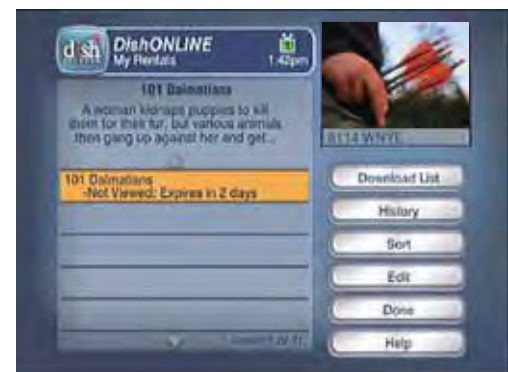 dish
DishONLINE
My Rentals
1:42pm
101 Dalmatians
A woman kidnaps puppies to kill
them for their fur, but various animals
then gang up against her and get...
6114 WNYE
101 Dalmatians
-Not Viewed: Expires in 2 days
Download List
History
Sort
Edit
Done
Help